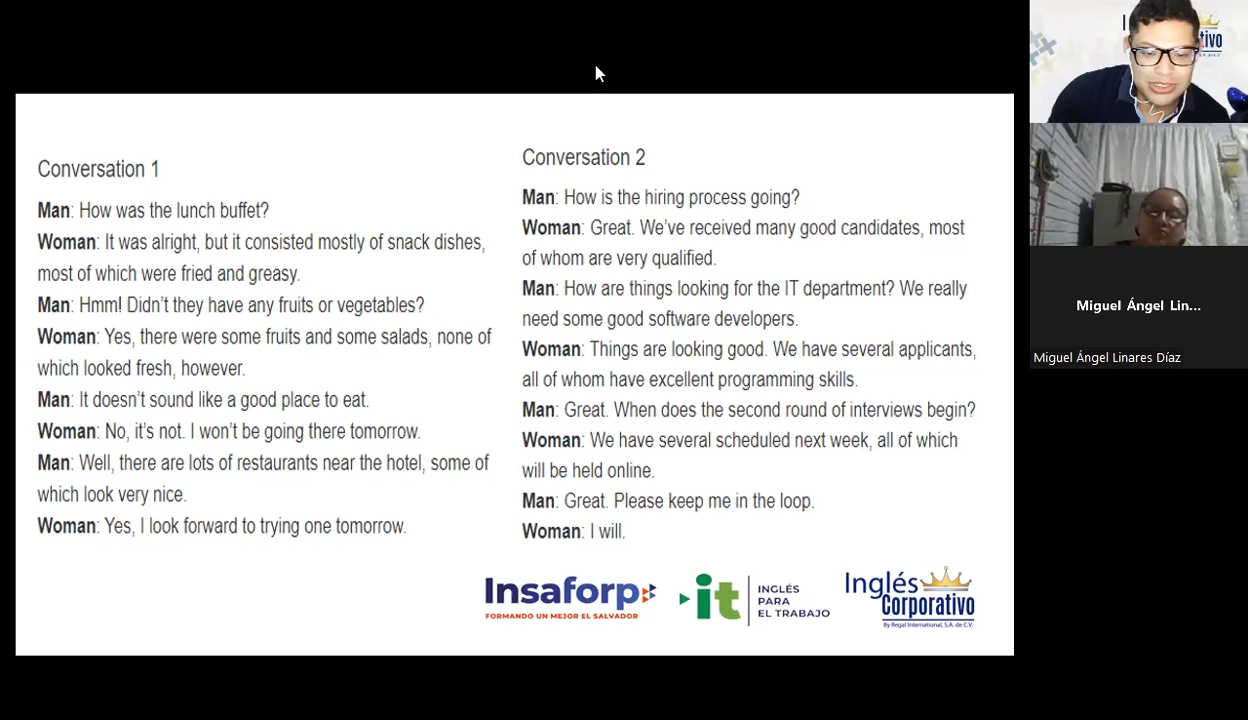 Conversation 1
Man: How was the lunch buffet?
Woman: It was alright, but it consisted mostly of snack dishes,
most of which were fried and greasy.
Man: Hmm! Didn't they have any fruits or vegetables?
Woman: Yes, there were some fruits and some salads, none of
which looked fresh, however.
Man: It doesn't sound like a good place to eat.
Woman: No, it's not. I won't be going there tomorrow.
Man: Well, there are lots of restaurants near the hotel, some of
which look very nice.
Woman: Yes, I look forward to trying one tomorrow.
Conversation 2
Man: How is the hiring process going?
Woman: Great. We've received many good candidates, most
of whom are very qualified.
Man: How are things looking for the IT department? We really
need some good software developers.
Woman: Things are looking good. We have several applicants,
all of whom have excellent programming skills.
Man: Great. When does the second round of interviews begin?
Woman: We have several scheduled next week, all of which
will be held online.
Man: Great. Please keep me in the loop.
Woman: I will.
Insaforp
FORMANDO UN MEJOR EL SALVADOR
it
INGLÉS
PARA
EL TRABAJO
Inglés
Corporativo
By Regal International, S.A. de C.V.
Miguel Ángel Lin...
Miguel Ángel Linares Díaz